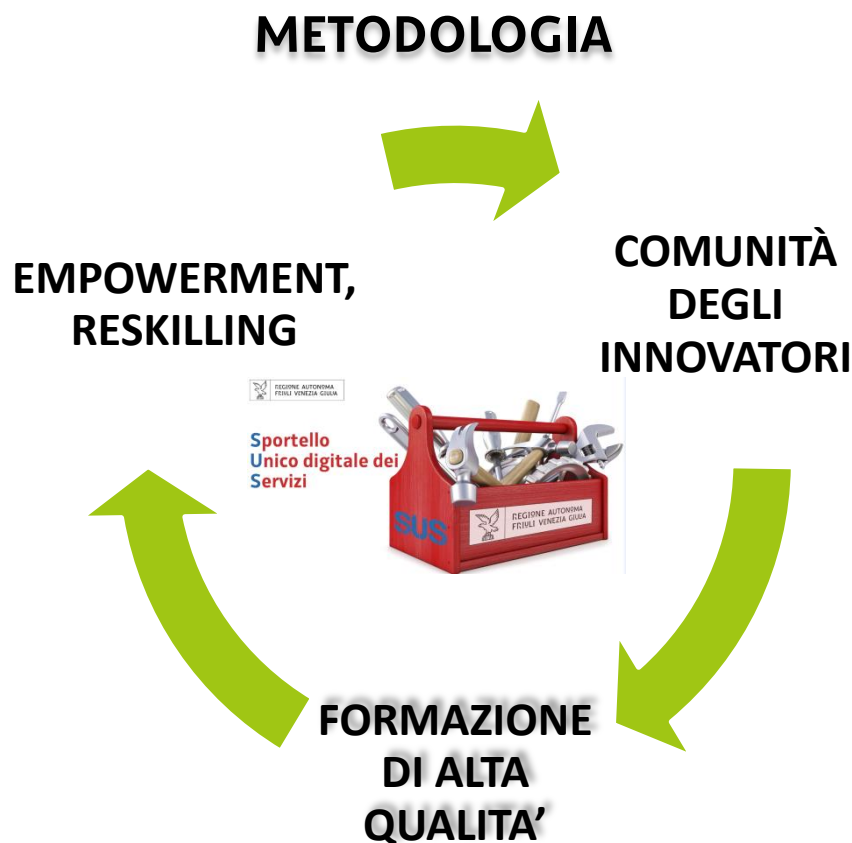 METODOLOGIA
COMUNITÀ
DEGLI
INNOVATORI
EMPOWERMENT,
RESKILLING
REGIONE AUTONOMA
FRIULI VENEZIA GIULIA
Sportello
Unico digitale dei
Servizi
SUS
REGIONE AUTONOMA
FRIULI VENEZIA GIULIA
FORMAZIONE
DI ALTA
QUALITA’